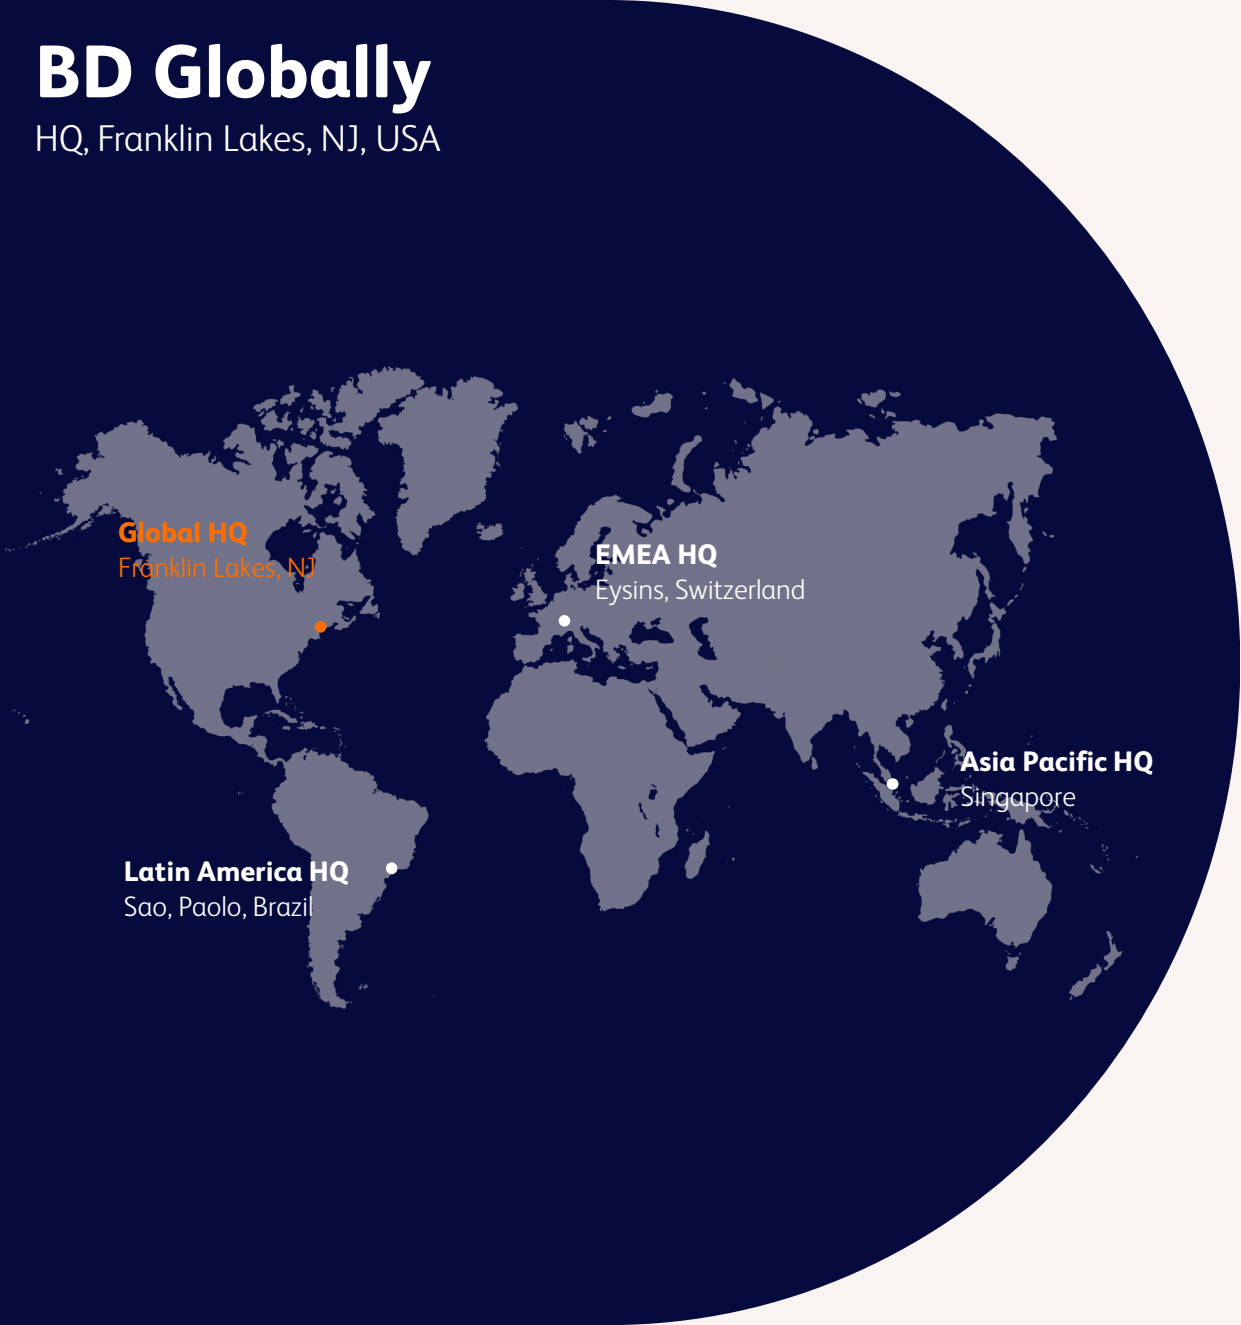 BD Globally
HQ, Franklin Lakes, NJ, USA
Global HQ
Franklin Lakes, NJ
EMEA HQ
Eysins, Switzerland
Asia Pacific HQ
Singapore
Latin America HQ
Sao, Paolo, Brazil